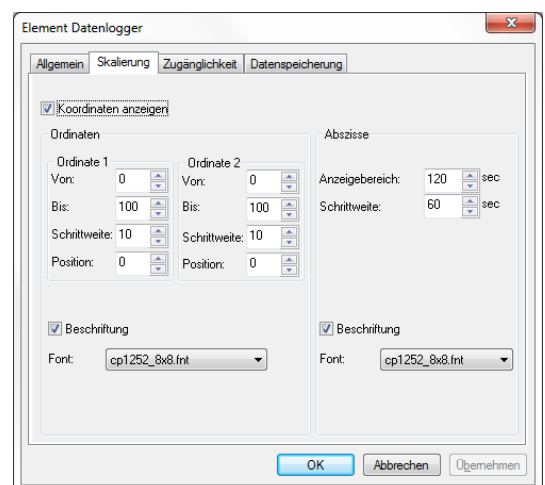 Element Datenlogger
Allgemein Skalierung Zugänglichkeit Datenspeicherung
Koordinaten anzeigen
Ordinaten
Ordinate 1
Von: 0
Bis: 100
Schrittweite: 10
Position: 0
Ordinate 2
Von: 0
Bis: 100
Schrittweite: 10
Position: 0
Beschriftung
Font: cp1252_8x8.fnt
Abszisse
Anzeigebereich: 120 sec
Schrittweite: 60 sec
Beschriftung
Font: cp1252_8x8.fnt
OK Abbrechen Übernehmen